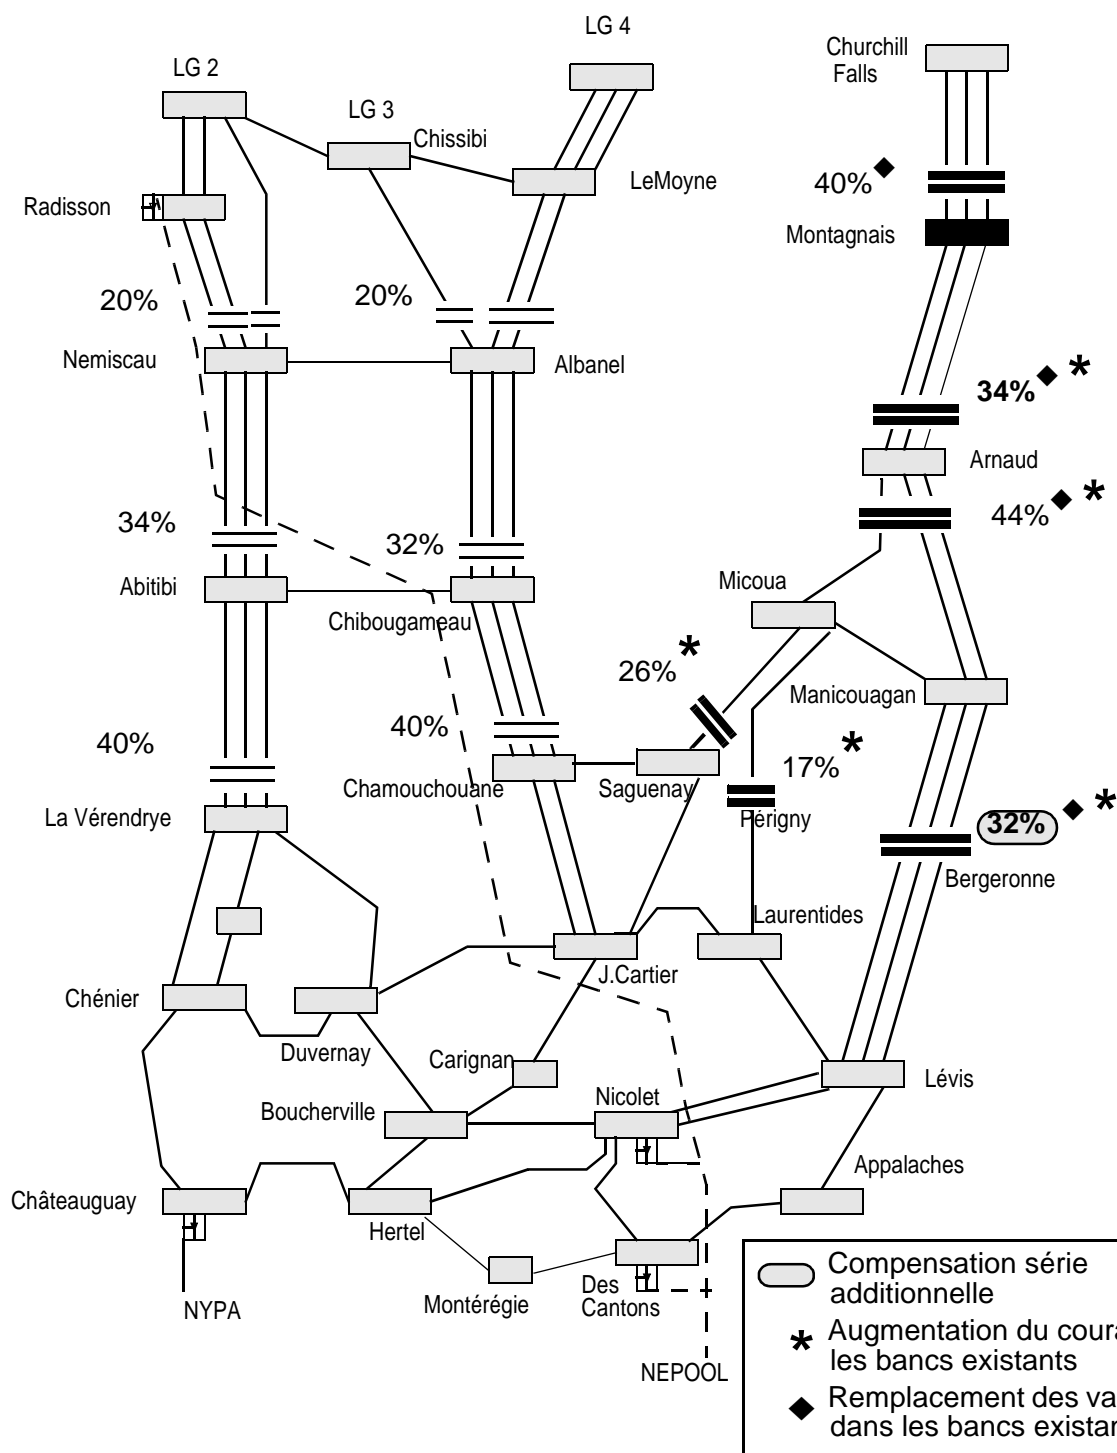 LG 4
Churchill
Falls
LG 2
LG 3
Chissibi
40%◆
LeMoyne
Radisson
Montagnais
20%
20%
Nemiscau
Albanel
34%◆ *
Arnaud
34%
44%◆ *
32%
Abitibi
Micoua
Chibougameau
26%*
Manicouagan
40%
40%
17%*
Chamouchouane
Saguenay
La Vérendrye
Périgny
32%◆ *
Bergeronne
Laurentides
J.Cartier
Chénier
Duvernay
Carignan
Lévis
Nicolet
Boucherville
Appalaches
Châteauguay
Hertel
Des
Cantons
Montérégie
NYPA
NEPOOL
Compensation série
additionnelle
* Augmentation du
les bancs existants
◆ Remplacement des
dans les bancs